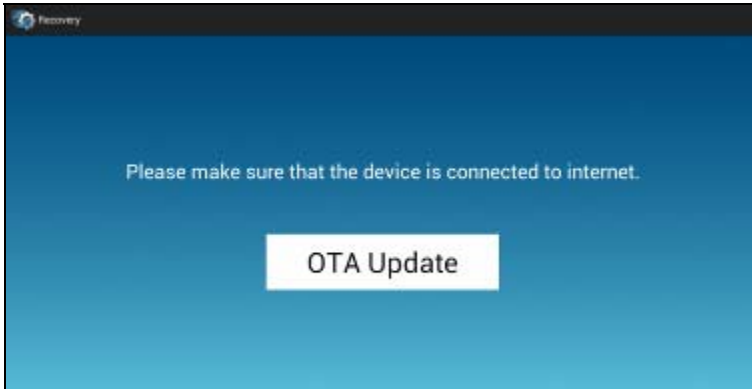 Recovery
Please make sure that the device is connected to internet.
OTA Update